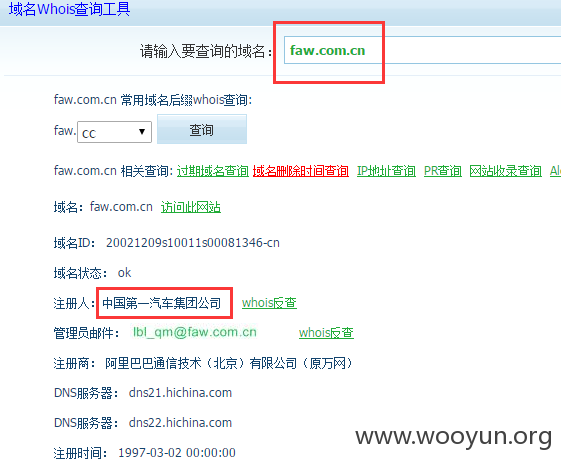 域名Whois查询工具
请输入要查询的域名： faw.com.cn
faw.com.cn 常用域名后缀whois查询:
faw. cc 查询
faw.com.cn 相关查询: 过期域名查询 域名删除时间查询 IP地址查询 PR查询 网站收录查询
域名：faw.com.cn 访问此网站
域名ID： 20021209s10011s00081346-cn
域名状态： ok
注册人：中国第一汽车集团公司 whois反查
管理员邮件： lbl_qm@faw.com.cn whois反查
注册商： 阿里巴巴通信技术（北京）有限公司（原万网）
DNS服务器： dns21.hichina.com
DNS服务器： dns22.hichina.com
注册时间： 1997-03-02 00:00:00
www.wooyun.org